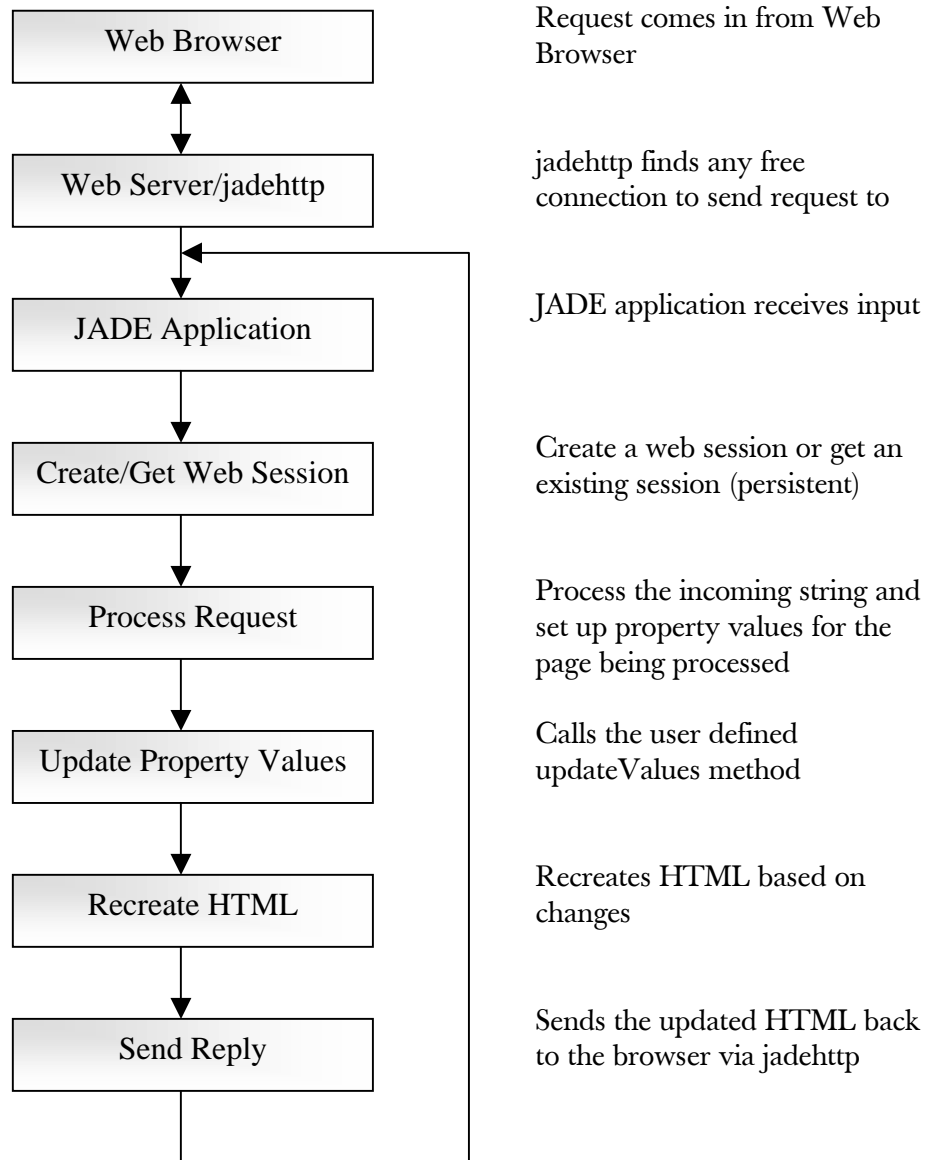 Web Browser
Request comes in from Web
Browser
Web Server/jadehttp
jadehttp finds any free
connection to send request to
JADE Application
JADE application receives input
Create/Get Web Session
Create a web session or get an
existing session (persistent)
Process Request
Process the incoming string and
set up property values for the
page being processed
Update Property Values
Calls the user defined
updateValues method
Recreate HTML
Recreates HTML based on
changes
Send Reply
Sends the updated HTML back
to the browser via jadehttp